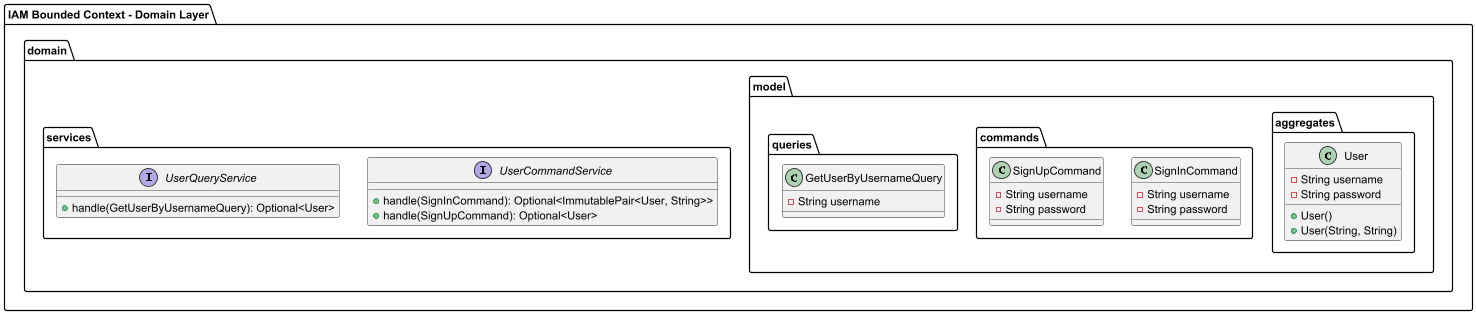 IAM Bounded Context - Domain Layer
domain
services
I UserQueryService
handle(GetUserByUsernameQuery): Optional<User>
I UserCommandService
handle(SignInCommand): Optional<ImmutablePair<User, String>>
handle(SignUpCommand): Optional<User>
model
queries
C GetUserByUsernameQuery
String username
commands
C SignUpCommand
String username
String password
C SignInCommand
String username
String password
aggregates
C User
String username
String password
User()
User(String, String)